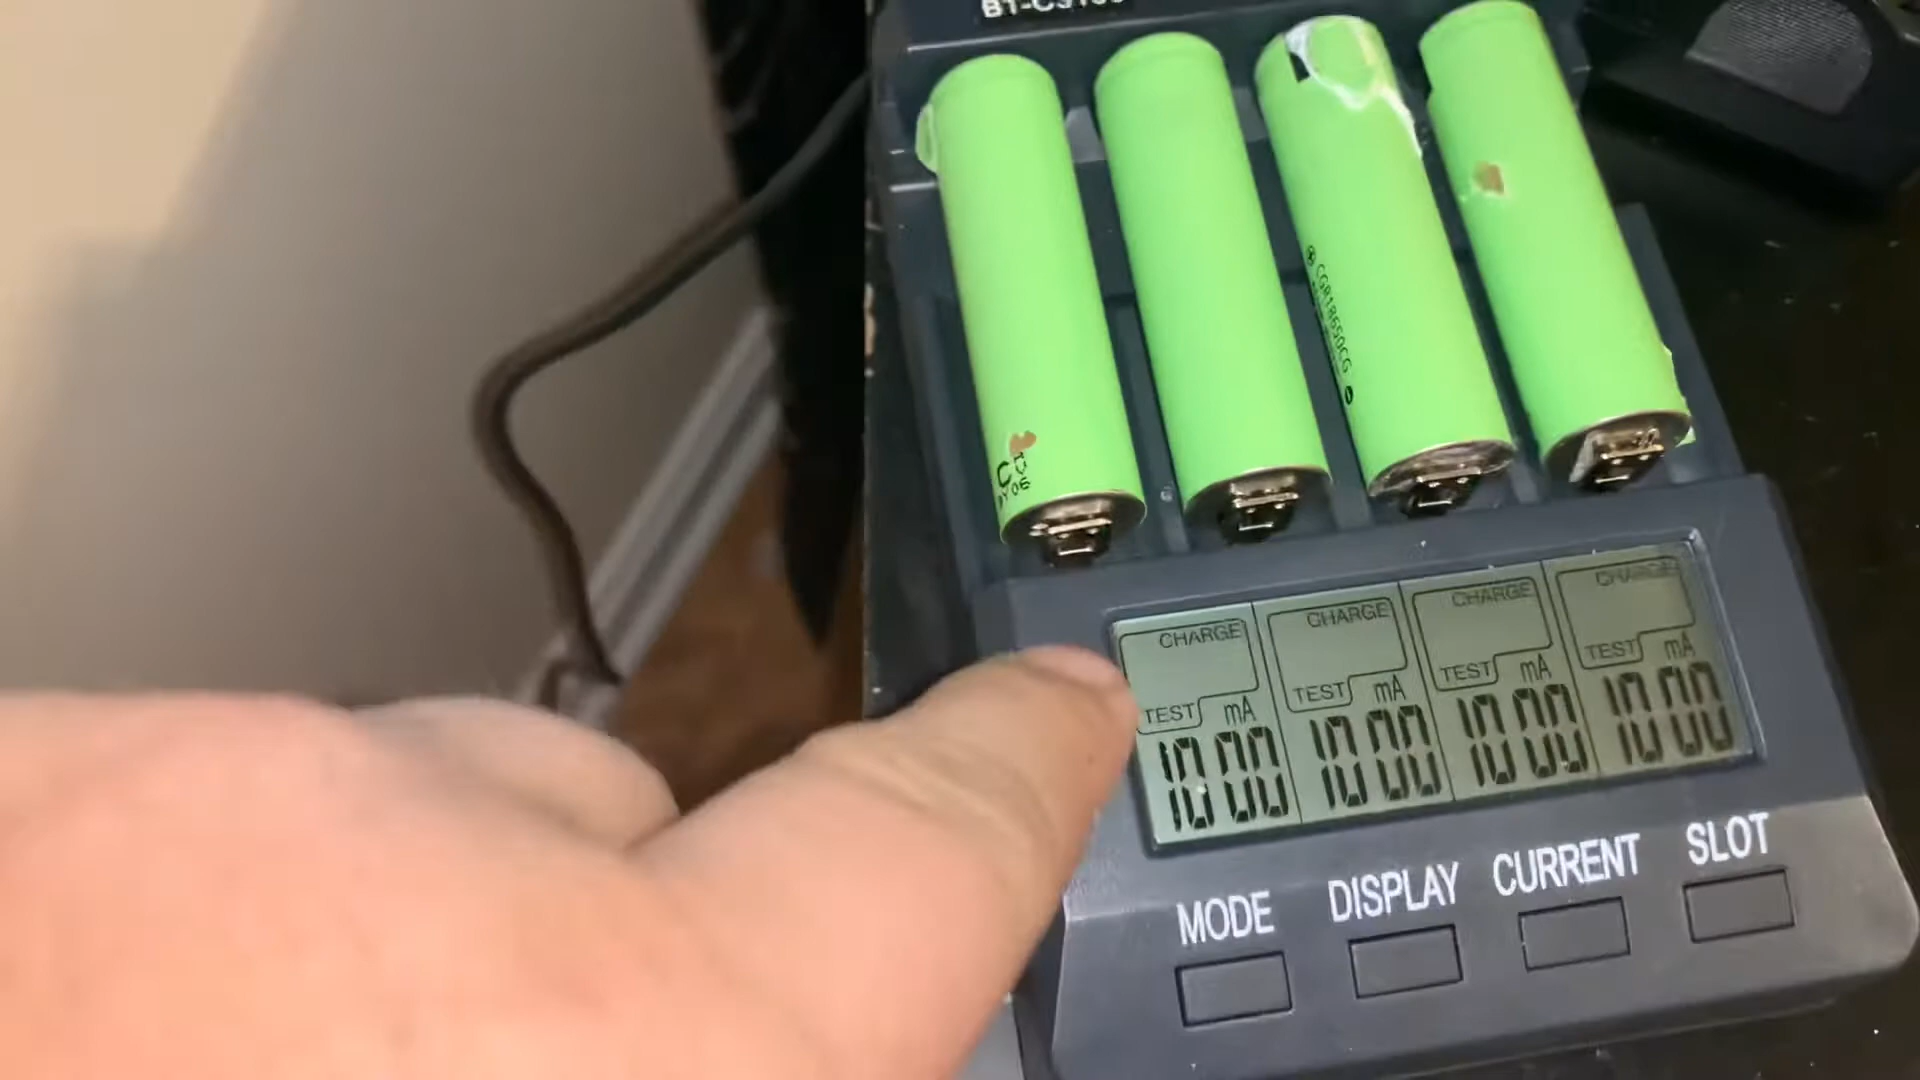 CGR18650CG
CHARGE CHARGE CHARGE CHARGE
TEST mA TEST mA TEST mA TEST mA
1000 1000 1000 1000
MODE DISPLAY CURRENT SLOT